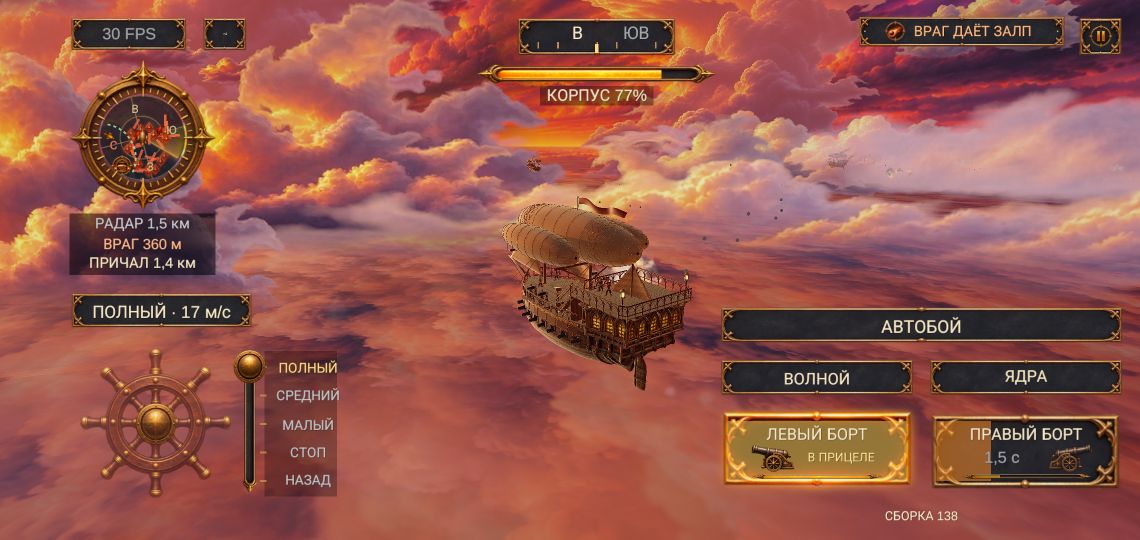 30 FPS
В
ЮВ
ВРАГ ДАЁТ ЗАЛП
КОРПУС 77%
В
Ю
С
РАДАР 1,5 км
ВРАГ 360 м
ПРИЧАЛ 1,4 км
ПОЛНЫЙ · 17 м/с
ПОЛНЫЙ
СРЕДНИЙ
МАЛЫЙ
СТОП
НАЗАД
АВТОБОЙ
ВОЛНОЙ
ЯДРА
ЛЕВЫЙ БОРТ
В ПРИЦЕЛЕ
ПРАВЫЙ БОРТ
1,5 с
СБОРКА 138